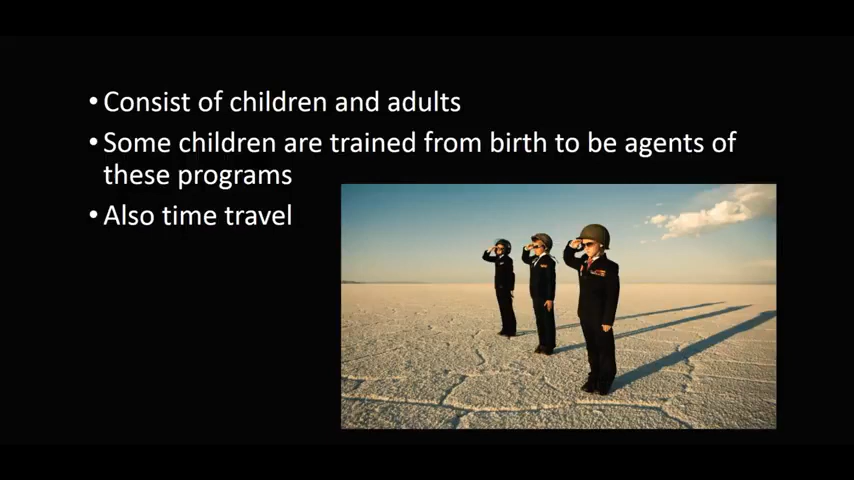 • Consist of children and adults
• Some children are trained from birth to be agents of
these programs
• Also time travel